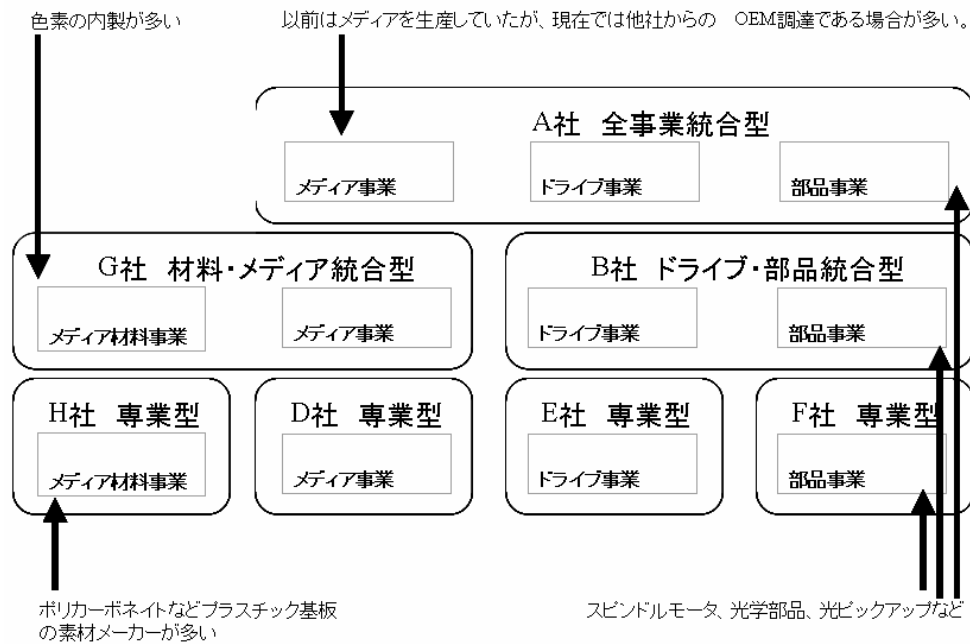 色素の内製が多い
以前はメディアを生産していたが、現在では他社からの OEM調達である場合が多い。
A社 全事業統合型
メディア事業
ドライブ事業
部品事業
G社 材料・メディア統合型
メディア材料事業
メディア事業
B社 ドライブ・部品統合型
ドライブ事業
部品事業
H社 専業型
メディア材料事業
D社 専業型
メディア事業
E社 専業型
ドライブ事業
F社 専業型
部品事業
ポリカーボネイトなどプラスチック基板
の素材メーカーが多い
スピンドルモータ、光学部品、光ピックアップなど